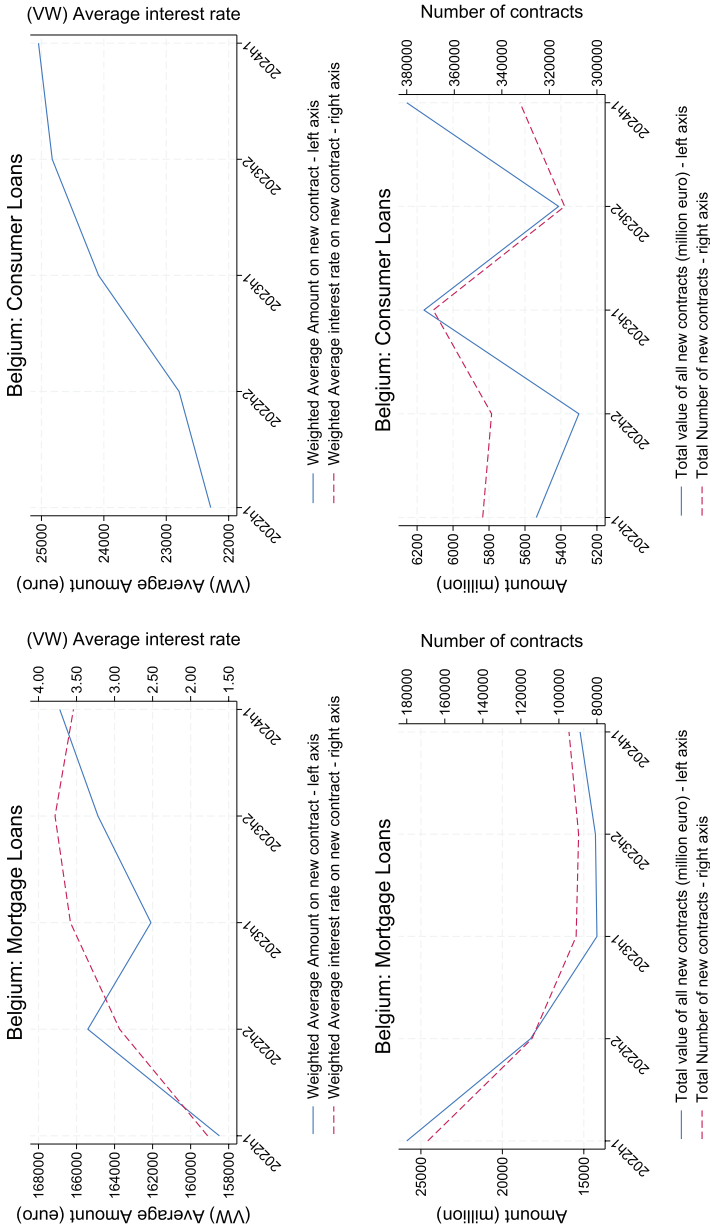 Belgium: Mortgage Loans
(VW) Average Amount (euro)
168000
166000
164000
162000
160000
158000
(VW) Average interest rate
4.00
3.50
3.00
2.50
2.00
1.50
2022h1
2022h2
2023h1
2023h2
2024h1
Weighted Average Amount on new contract - left axis
Weighted Average interest rate on new contract - right axis
Belgium: Consumer Loans
(VW) Average Amount (euro)
25000
24000
23000
22000
(VW) Average interest rate
2022h1
2022h2
2023h1
2023h2
2024h1
Weighted Average Amount on new contract - left axis
Weighted Average interest rate on new contract - right axis
Belgium: Mortgage Loans
Amount (million)
25000
20000
15000
Number of contracts
180000
160000
140000
120000
100000
80000
2022h1
2022h2
2023h1
2023h2
2024h1
Total value of all new contracts (million euro) - left axis
Total Number of new contracts - right axis
Belgium: Consumer Loans
Amount (million)
6200
6000
5800
5600
5400
5200
Number of contracts
380000
360000
340000
320000
300000
2022h1
2022h2
2023h1
2023h2
2024h1
Total value of all new contracts (million euro) - left axis
Total Number of new contracts - right axis